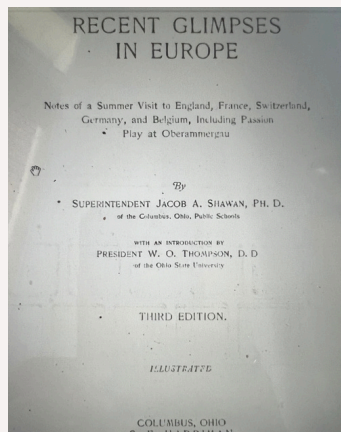 RECENT GLIMPSES
IN EUROPE
Notes of a Summer Visit to England, France, Switzerland,
Germany, and Belgium, Including Passion
Play at Oberammergau
By
SUPERINTENDENT JACOB A. SHAWAN, PH. D.
of the Columbus, Ohio, Public Schools
WITH AN INTRODUCTION BY
PRESIDENT W. O. THOMPSON, D. D
of the Ohio State University
THIRD EDITION.
ILLUSTRATED
COLUMBUS, OHIO